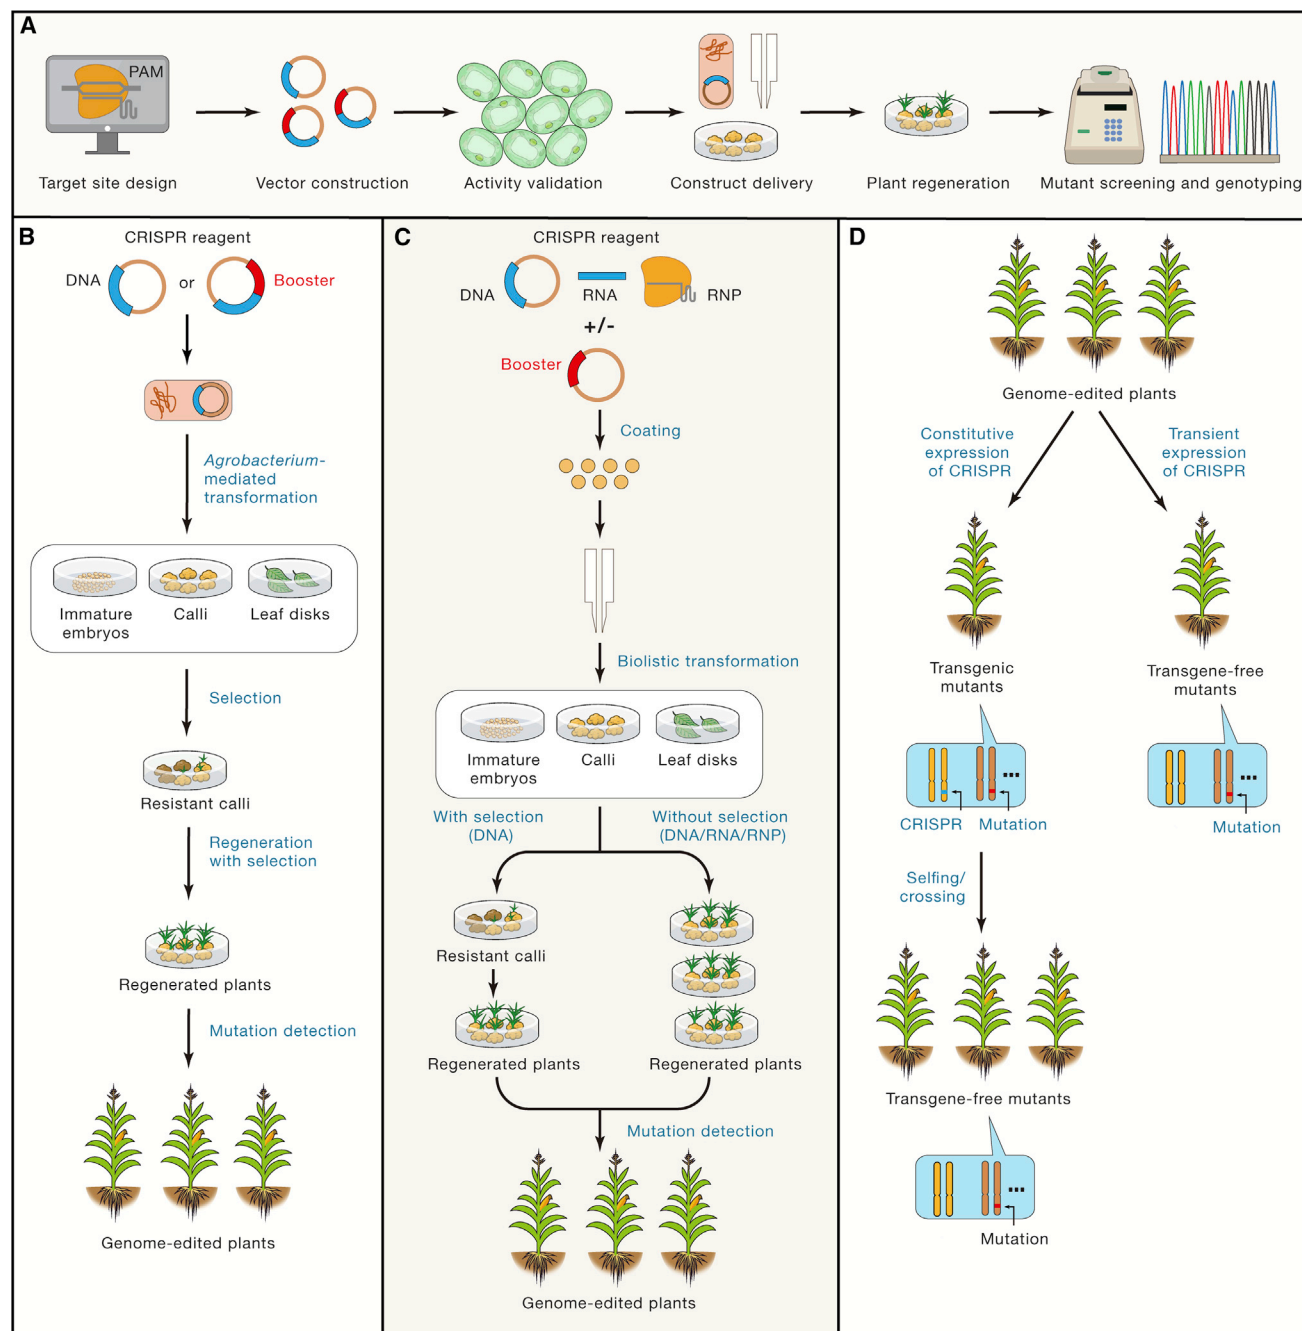 A
PAM
Target site design
Vector construction
Activity validation
Construct delivery
Plant regeneration
Mutant screening and genotyping
B
CRISPR reagent
DNA
or
Booster
Agrobacterium-
mediated
transformation
Immature
embryos
Calli
Leaf disks
Selection
Resistant calli
Regeneration
with selection
Regenerated plants
Mutation detection
Genome-edited plants
C
CRISPR reagent
DNA
RNA
RNP
+/-
Booster
Coating
Biolistic transformation
Immature
embryos
Calli
Leaf disks
With selection
(DNA)
Without selection
(DNA/RNA/RNP)
Resistant calli
Regenerated plants
Regenerated plants
Mutation detection
Genome-edited plants
D
Genome-edited plants
Constitutive
expression
of CRISPR
Transient
expression
of CRISPR
Transgenic
mutants
Transgene-free
mutants
...
CRISPR
Mutation
...
Mutation
Selfing/
crossing
Transgene-free mutants
...
Mutation